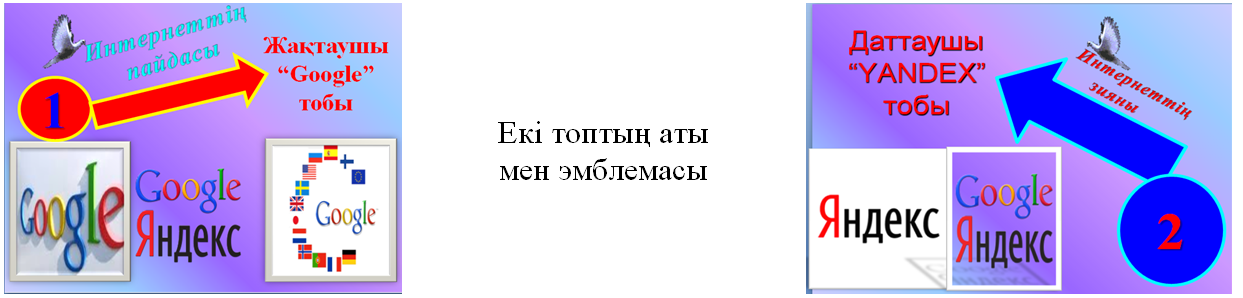 Интернеттің
пайдасы
Жақтаушы
“Google”
тобы
1
Google
Google
Яндекс
Google
Екі топтың аты
мен эмблемасы
Даттаушы
“YANDEX”
тобы
Интернеттің
зияны
Яндекс
Google
Яндекс
2